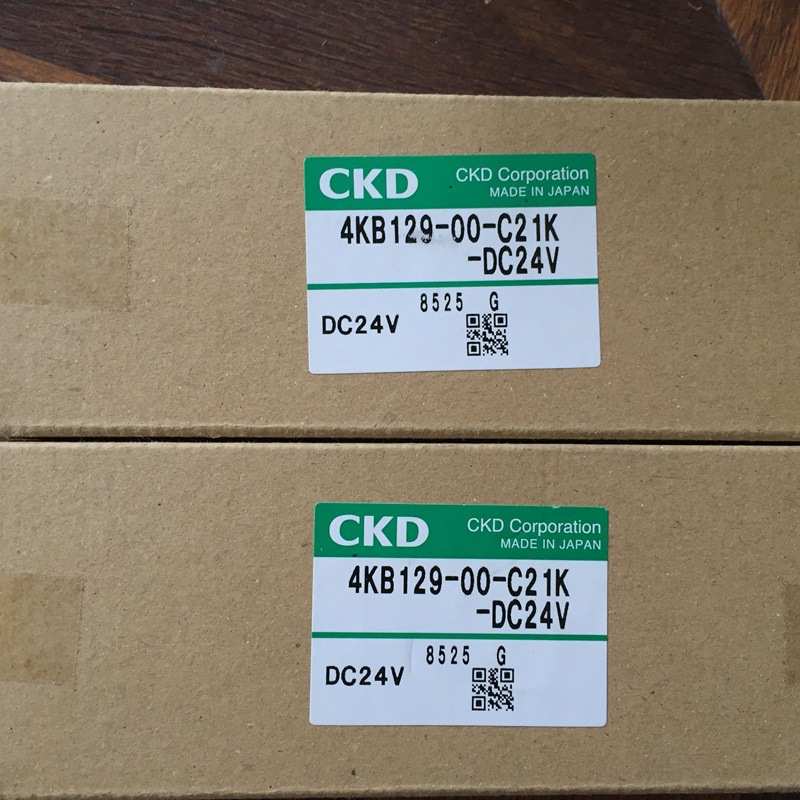 CKD CKD Corporation
MADE IN JAPAN
4KB129-00-C21K
-DC24V
8525 G
DC24V
CKD CKD Corporation
MADE IN JAPAN
4KB129-00-C21K
-DC24V
8525 G
DC24V